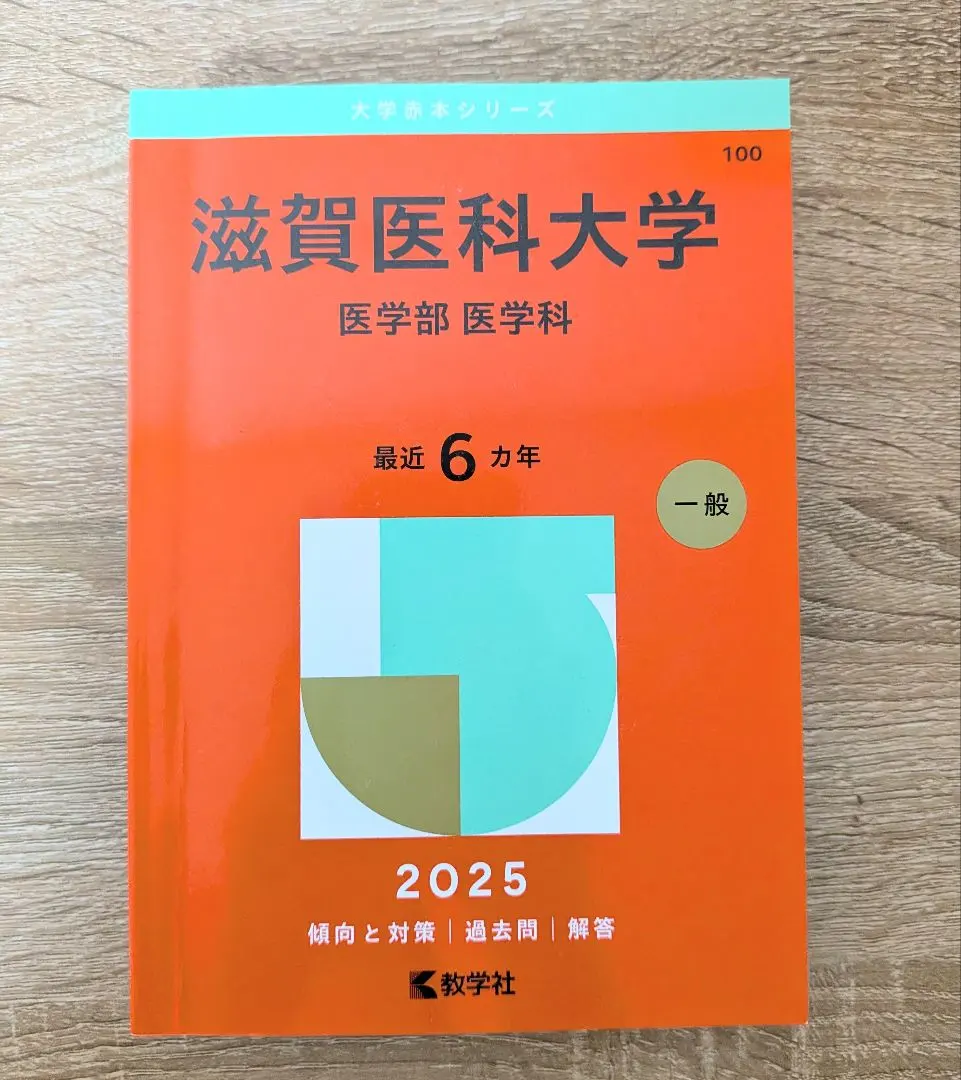 大学赤本シリーズ
100
滋賀医科大学
医学部 医学科
最近 6 カ年
一般
2025
傾向と対策｜過去問｜解答
教学社